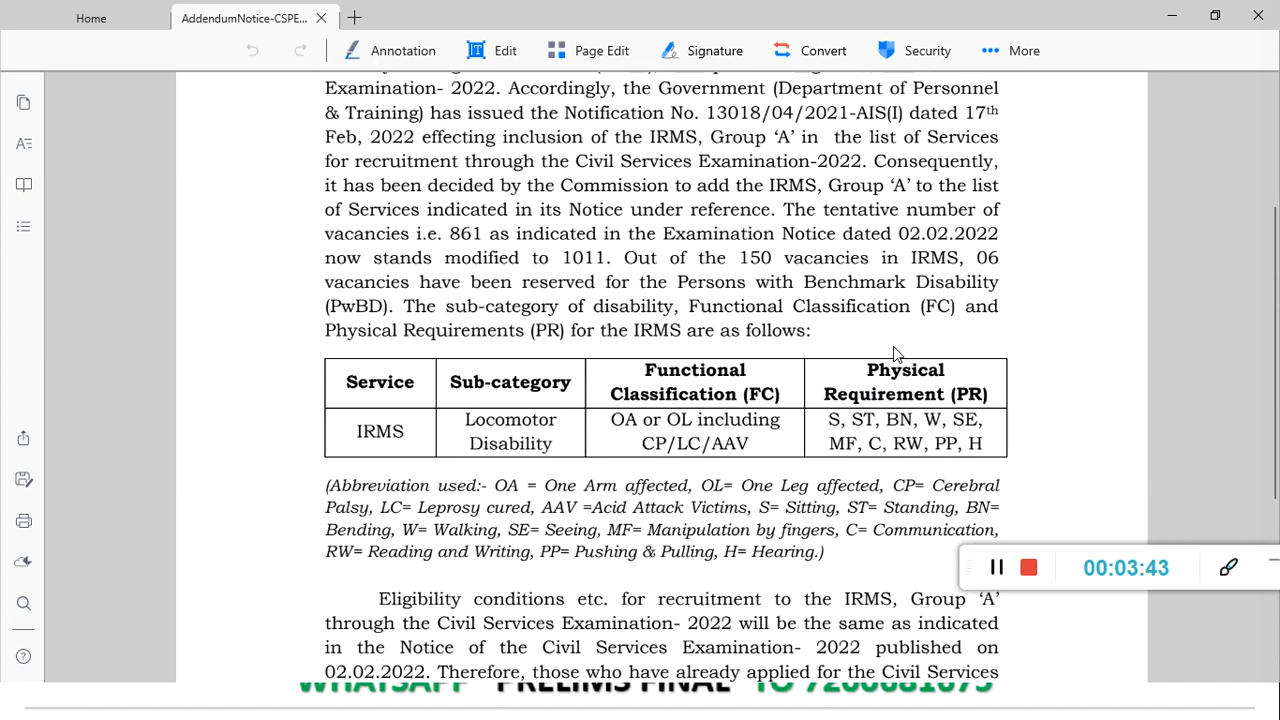 Home
AddendumNotice-CSPE...
Annotation
Edit
Page Edit
Signature
Convert
Security
More
Examination- 2022. Accordingly, the Government (Department of Personnel
& Training) has issued the Notification No. 13018/04/2021-AIS(I) dated 17th
Feb, 2022 effecting inclusion of the IRMS, Group ‘A’ in the list of Services
for recruitment through the Civil Services Examination-2022. Consequently,
it has been decided by the Commission to add the IRMS, Group ‘A’ to the list
of Services indicated in its Notice under reference. The tentative number of
vacancies i.e. 861 as indicated in the Examination Notice dated 02.02.2022
now stands modified to 1011. Out of the 150 vacancies in IRMS, 06
vacancies have been reserved for the Persons with Benchmark Disability
(PwBD). The sub-category of disability, Functional Classification (FC) and
Physical Requirements (PR) for the IRMS are as follows:
Service
Sub-category
Functional
Classification (FC)
Physical
Requirement (PR)
IRMS
Locomotor
Disability
OA or OL including
CP/LC/AAV
S, ST, BN, W, SE,
MF, C, RW, PP, H
(Abbreviation used:- OA = One Arm affected, OL= One Leg affected, CP= Cerebral
Palsy, LC= Leprosy cured, AAV =Acid Attack Victims, S= Sitting, ST= Standing, BN=
Bending, W= Walking, SE= Seeing, MF= Manipulation by fingers, C= Communication,
RW= Reading and Writing, PP= Pushing & Pulling, H= Hearing.)
00:03:43
Eligibility conditions etc. for recruitment to the IRMS, Group ‘A’
through the Civil Services Examination- 2022 will be the same as indicated
in the Notice of the Civil Services Examination- 2022 published on
02.02.2022. Therefore, those who have already applied for the Civil Services
WHATSAPP PRELIMS FINAL TO